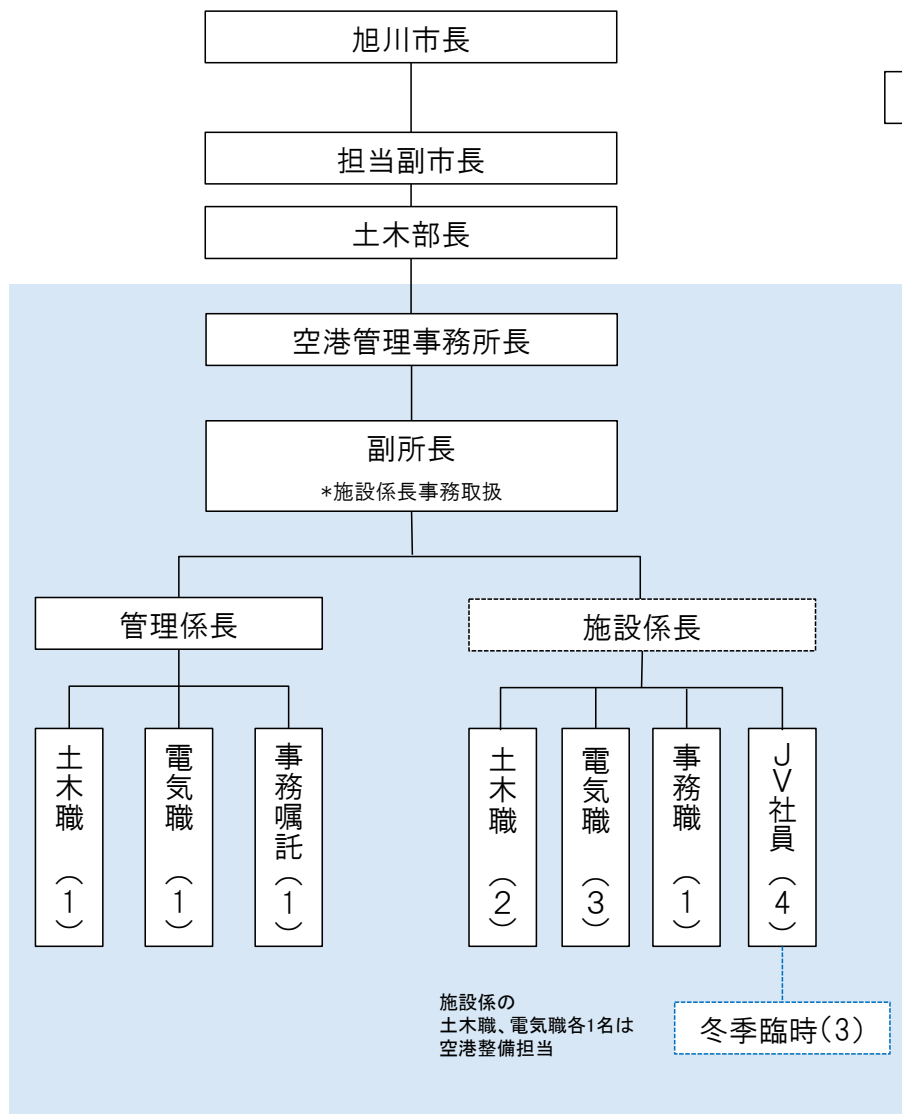 旭川市長
担当副市長
土木部長
空港管理事務所長
副所長
*施設係長事務取扱
管理係長
施設係長
土木職（1）
電気職（1）
事務嘱託（1）
土木職（2）
電気職（3）
事務職（1）
ＪＶ社員（4）
施設係の
土木職、電気職各1名は
空港整備担当
冬季臨時(3)